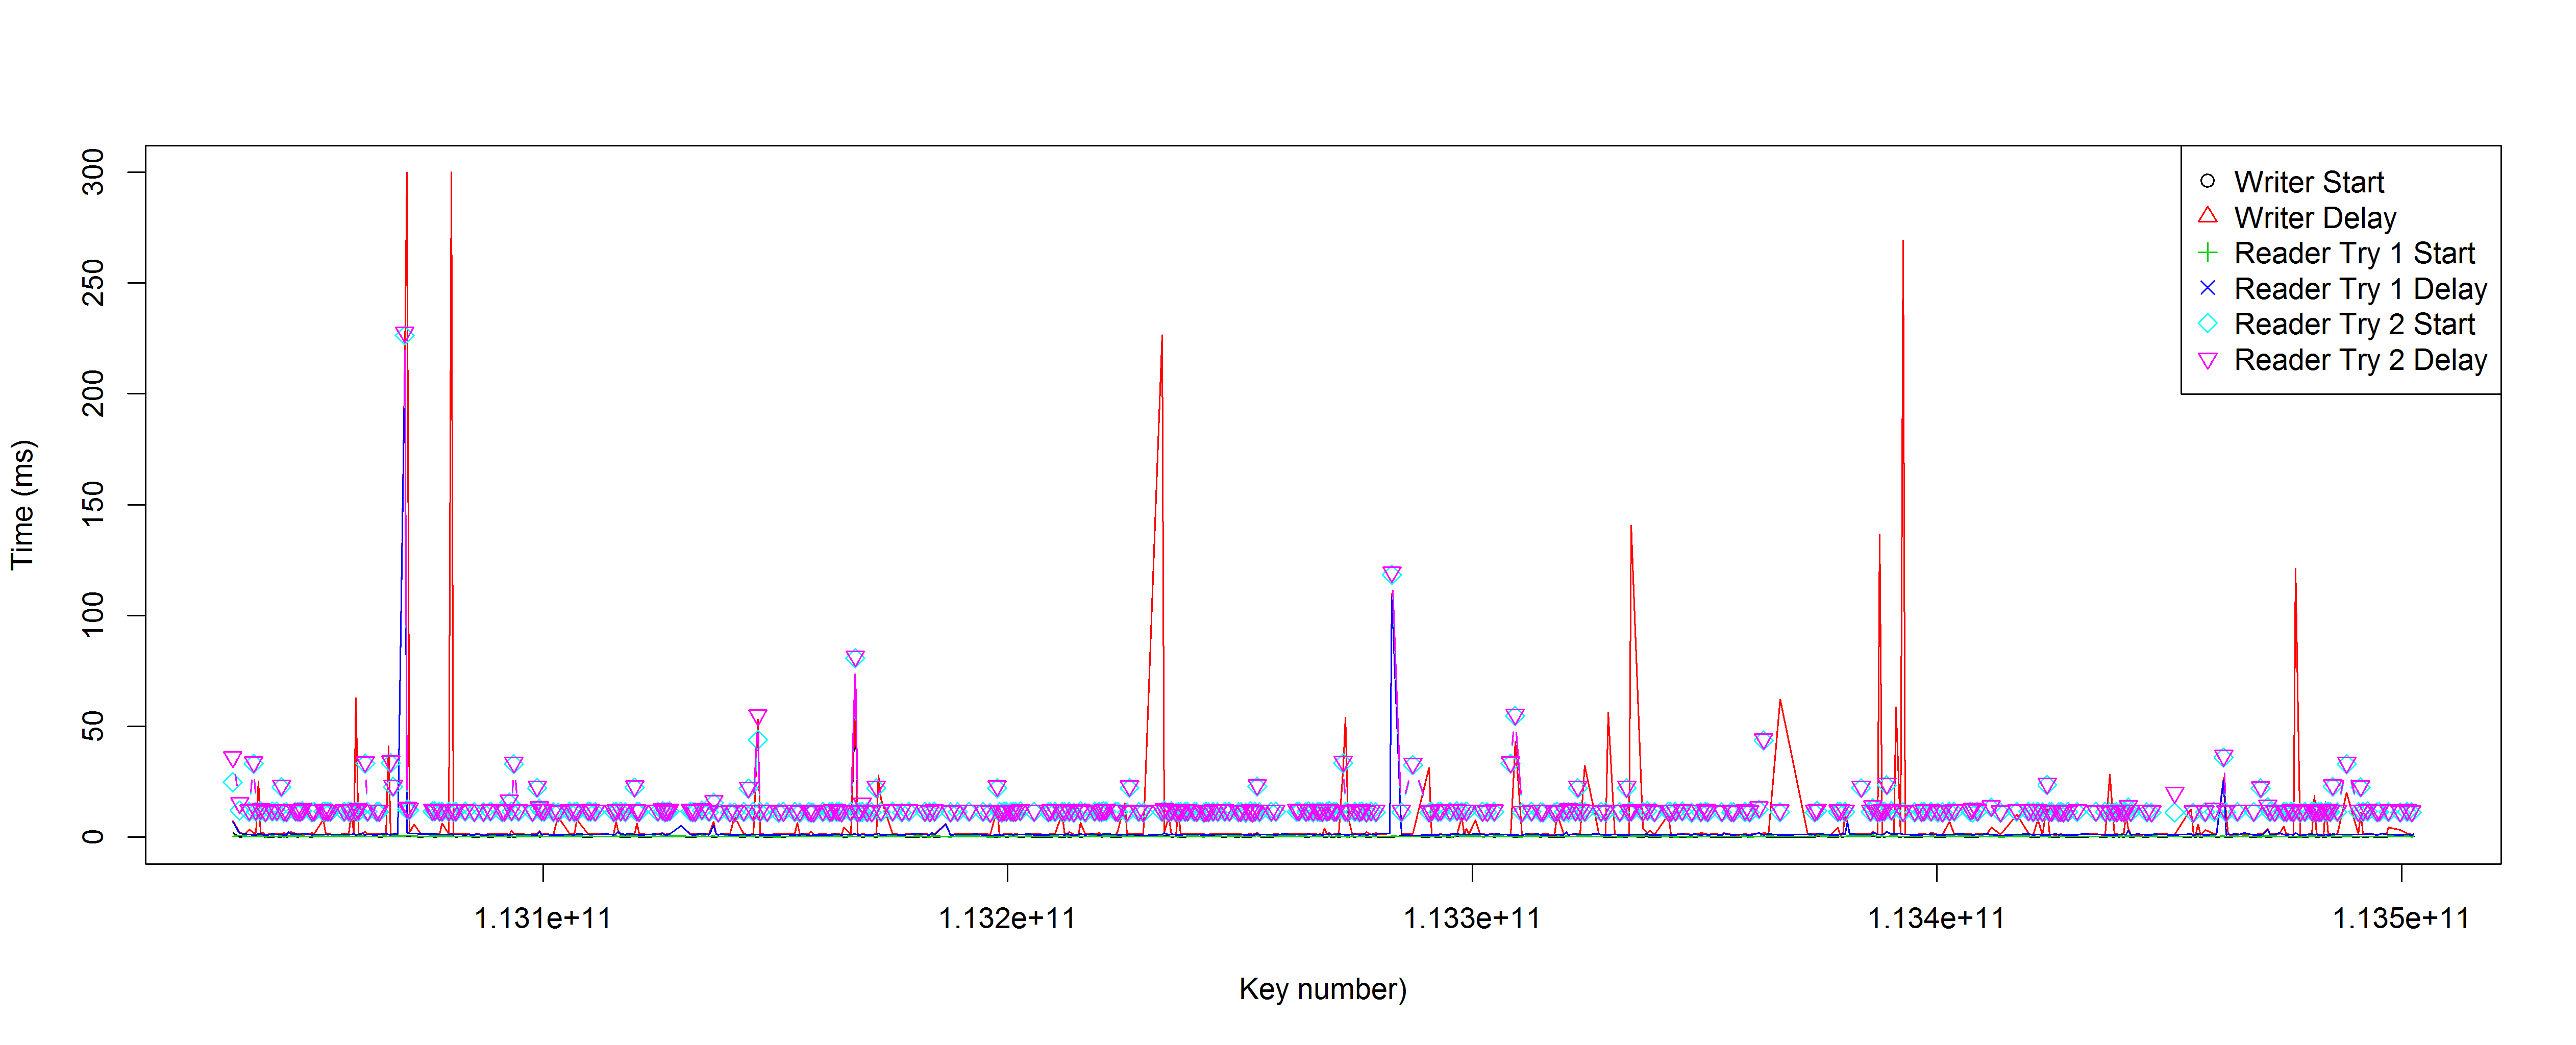 300
250
200
150
100
50
0
Time (ms)
Writer Start
Writer Delay
Reader Try 1 Start
Reader Try 1 Delay
Reader Try 2 Start
Reader Try 2 Delay
1.131e+11 1.132e+11 1.133e+11 1.134e+11 1.135e+11
Key number)